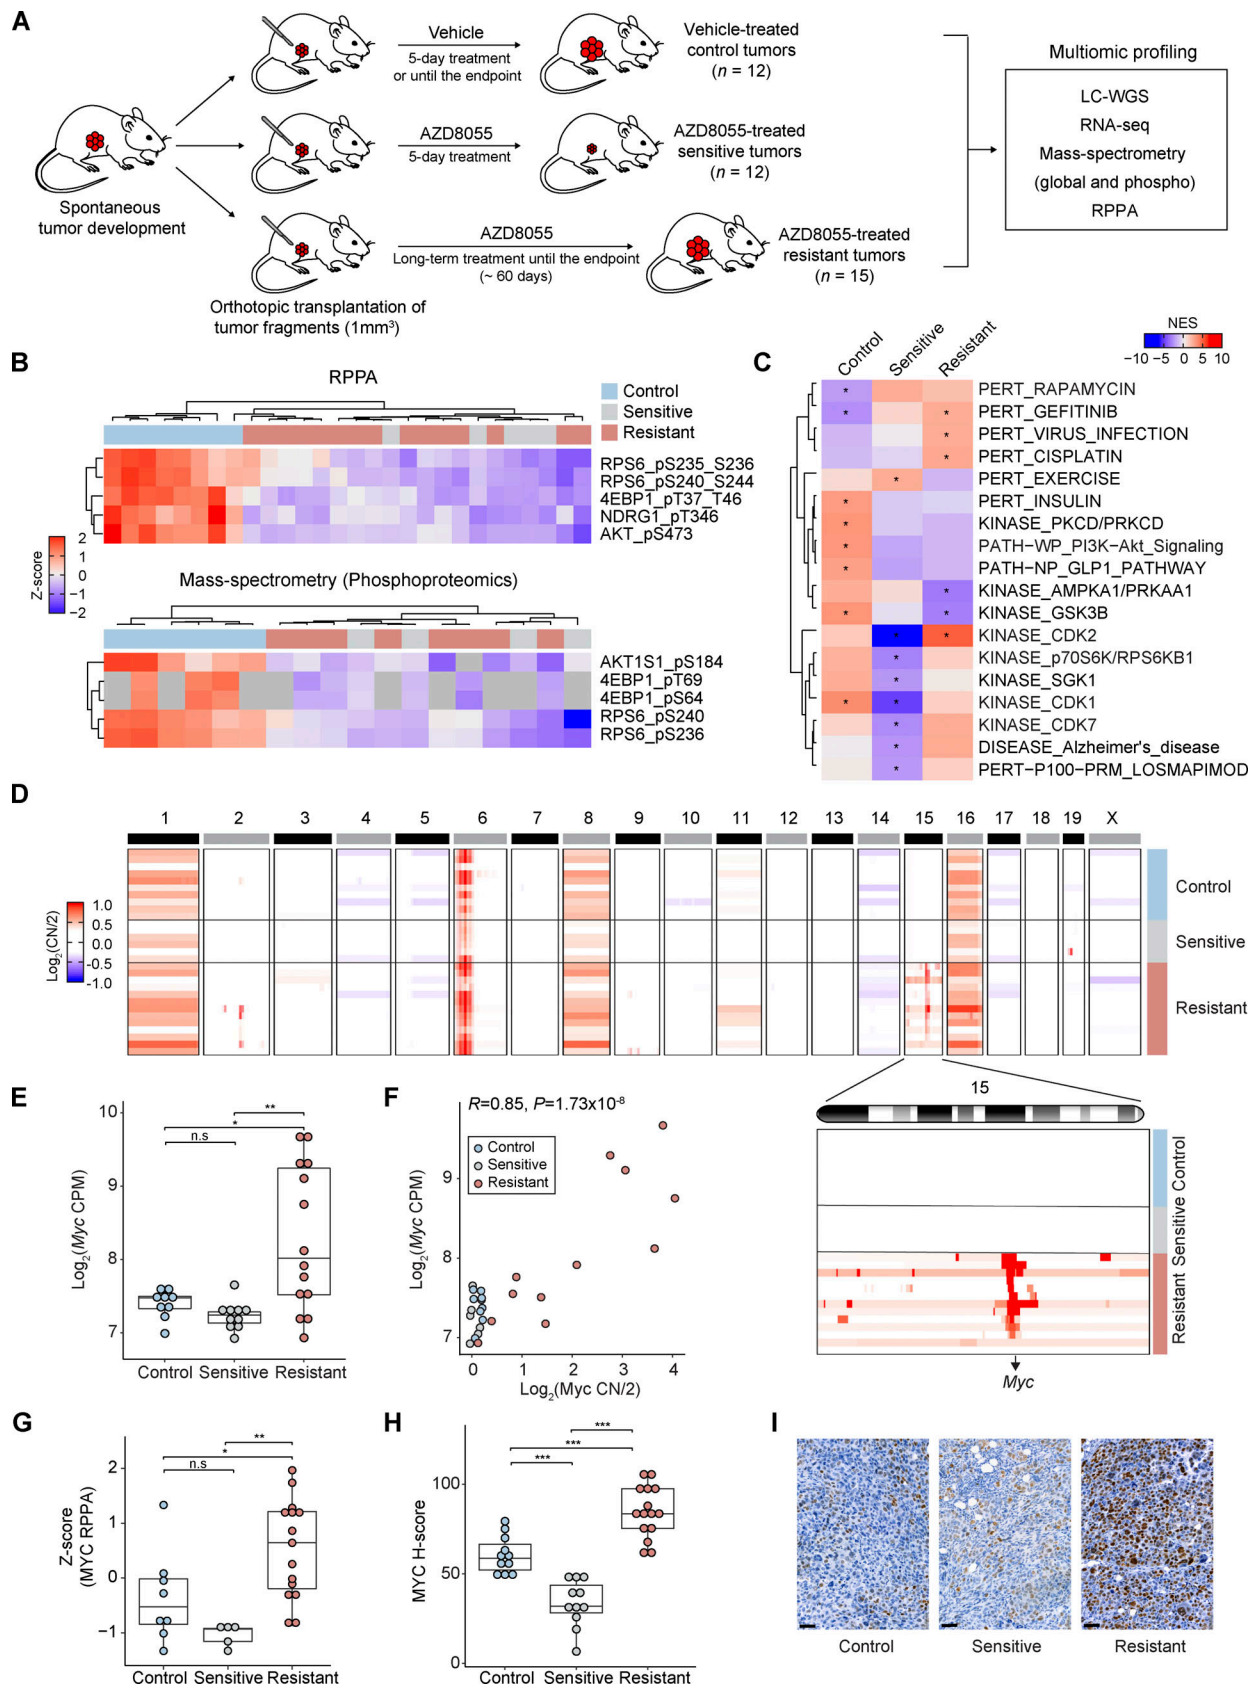 A
Vehicle
5-day treatment
or until the endpoint
Vehicle-treated
control tumors
(n = 12)
AZD8055
5-day treatment
AZD8055-treated
sensitive tumors
(n = 12)
Spontaneous
tumor development
AZD8055
Long-term treatment until the endpoint
(~ 60 days)
AZD8055-treated
resistant tumors
(n = 15)
Orthotopic transplantation of
tumor fragments (1mm³)
Multiomic profiling
LC-WGS
RNA-seq
Mass-spectrometry
(global and phospho)
RPPA
B
RPPA
Control
Sensitive
Resistant
RPS6_pS235_S236
RPS6_pS240_S244
4EBP1_pT37_T46
NDRG1_pT346
AKT_pS473
Z-score
2
1
0
−1
−2
Mass-spectrometry (Phosphoproteomics)
AKT1S1_pS184
4EBP1_pT69
4EBP1_pS64
RPS6_pS240
RPS6_pS236
C
Control
Sensitive
Resistant
NES
−10 −5 0 5 10
PERT_RAPAMYCIN
PERT_GEFITINIB
PERT_VIRUS_INFECTION
PERT_CISPLATIN
PERT_EXERCISE
PERT_INSULIN
KINASE_PKCD/PRKCD
PATH−WP_PI3K−Akt_Signaling
PATH−NP_GLP1_PATHWAY
KINASE_AMPKA1/PRKAA1
KINASE_GSK3B
KINASE_CDK2
KINASE_p70S6K/RPS6KB1
KINASE_SGK1
KINASE_CDK1
KINASE_CDK7
DISEASE_Alzheimer's_disease
PERT−P100−PRM_LOSMAPIMOD
D
1 2 3 4 5 6 7 8 9 10 11 12 13 14 15 16 17 18 19 X
Log₂(CN/2)
1.0
0.5
0.0
−0.5
−1.0
Control
Sensitive
Resistant
15
Control
Sensitive
Resistant
Myc
E
Log₂(Myc CPM)
10
9
8
7
n.s
*
**
Control Sensitive Resistant
F
R=0.85, P=1.73x10⁻⁸
Control
Sensitive
Resistant
Log₂(Myc CPM)
9
8
7
0 1 2 3 4
Log₂(Myc CN/2)
G
Z-score
(MYC RPPA)
2
1
0
−1
n.s
*
**
Control Sensitive Resistant
H
MYC H-score
100
50
0
***
***
***
Control Sensitive Resistant
I
Control
Sensitive
Resistant